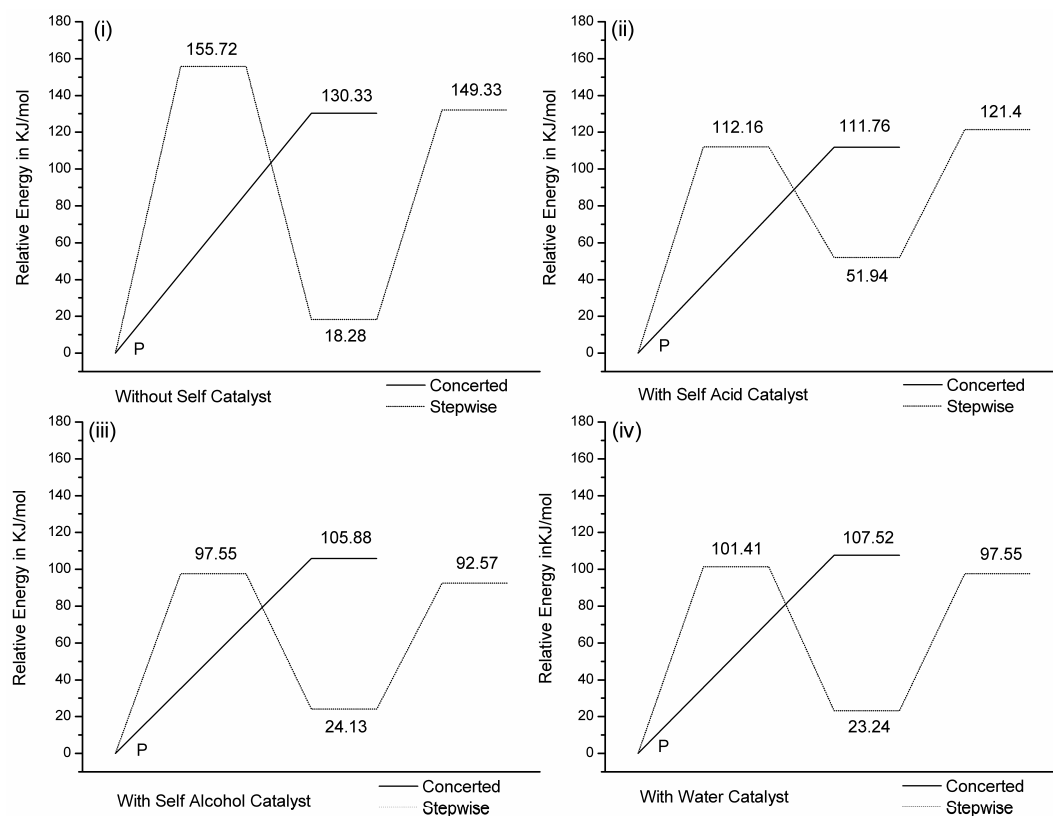 (i)
180
160
140
120
100
80
60
40
20
0
Relative Energy in KJ/mol
155.72
130.33
149.33
18.28
P
Without Self Catalyst
Concerted
Stepwise
(ii)
180
160
140
120
100
80
60
40
20
0
Relative Energy in KJ/mol
112.16
111.76
121.4
51.94
P
With Self Acid Catalyst
Concerted
Stepwise
(iii)
180
160
140
120
100
80
60
40
20
0
Relative Energy in KJ/mol
97.55
105.88
92.57
24.13
P
With Self Alcohol Catalyst
Concerted
Stepwise
(iv)
180
160
140
120
100
80
60
40
20
0
Relative Energy inKJ/mol
101.41
107.52
97.55
23.24
P
With Water Catalyst
Concerted
Stepwise